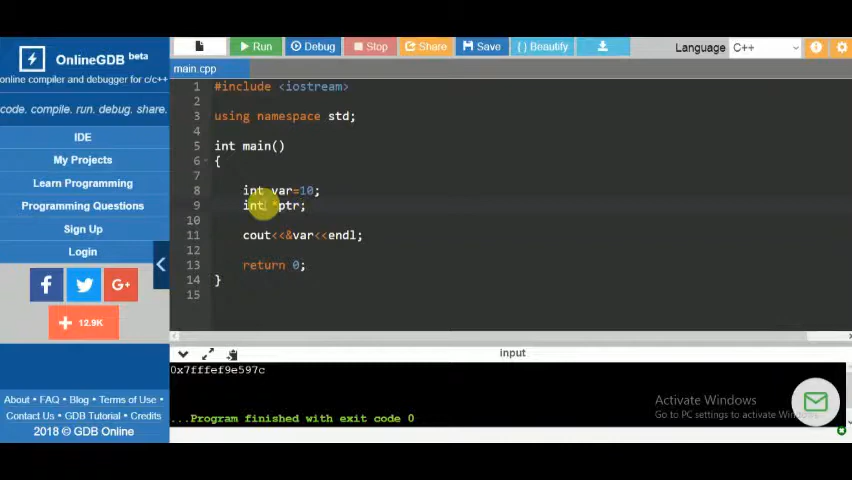 OnlineGDB beta
online compiler and debugger for c/c++
code. compile. run. debug. share.
IDE
My Projects
Learn Programming
Programming Questions
Sign Up
Login
12.9K
About • FAQ • Blog • Terms of Use •
Contact Us • GDB Tutorial • Credits
2018 © GDB Online
Run Debug Stop Share Save { } Beautify Language C++
main.cpp
1 #include <iostream>
2
3 using namespace std;
4
5 int main()
6 {
7
8 int var=10;
9 int *ptr;
10
11 cout<<&var<<endl;
12
13 return 0;
14 }
15
input
0x7fffef9e597c
...Program finished with exit code 0
Activate Windows
Go to PC settings to activate Windows.